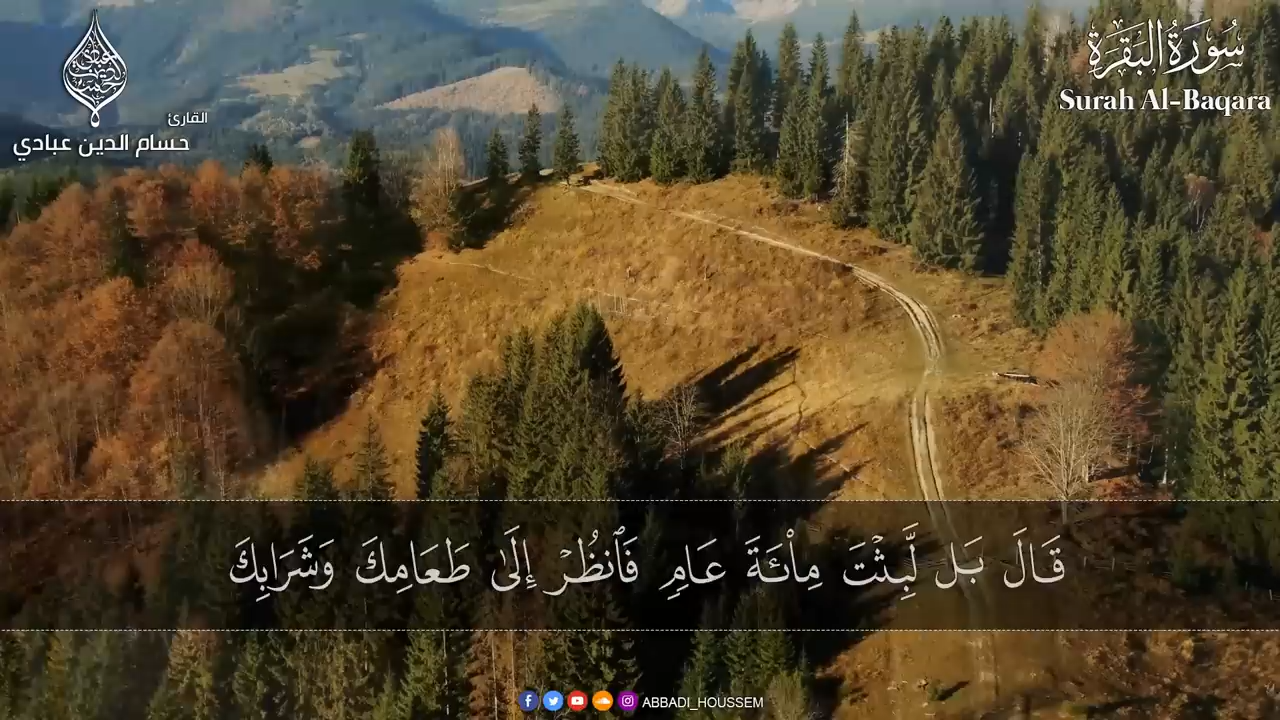 سُورَةُ البَقَرَةِ
Surah Al-Baqara
القارئ
حسام الدين عبادي
قَالَ بَل لَّبِثْتَ مِا۟ئَةَ عَامٍ فَٱنظُرْ إِلَىٰ طَعَامِكَ وَشَرَابِكَ
ABBADI_HOUSSEM